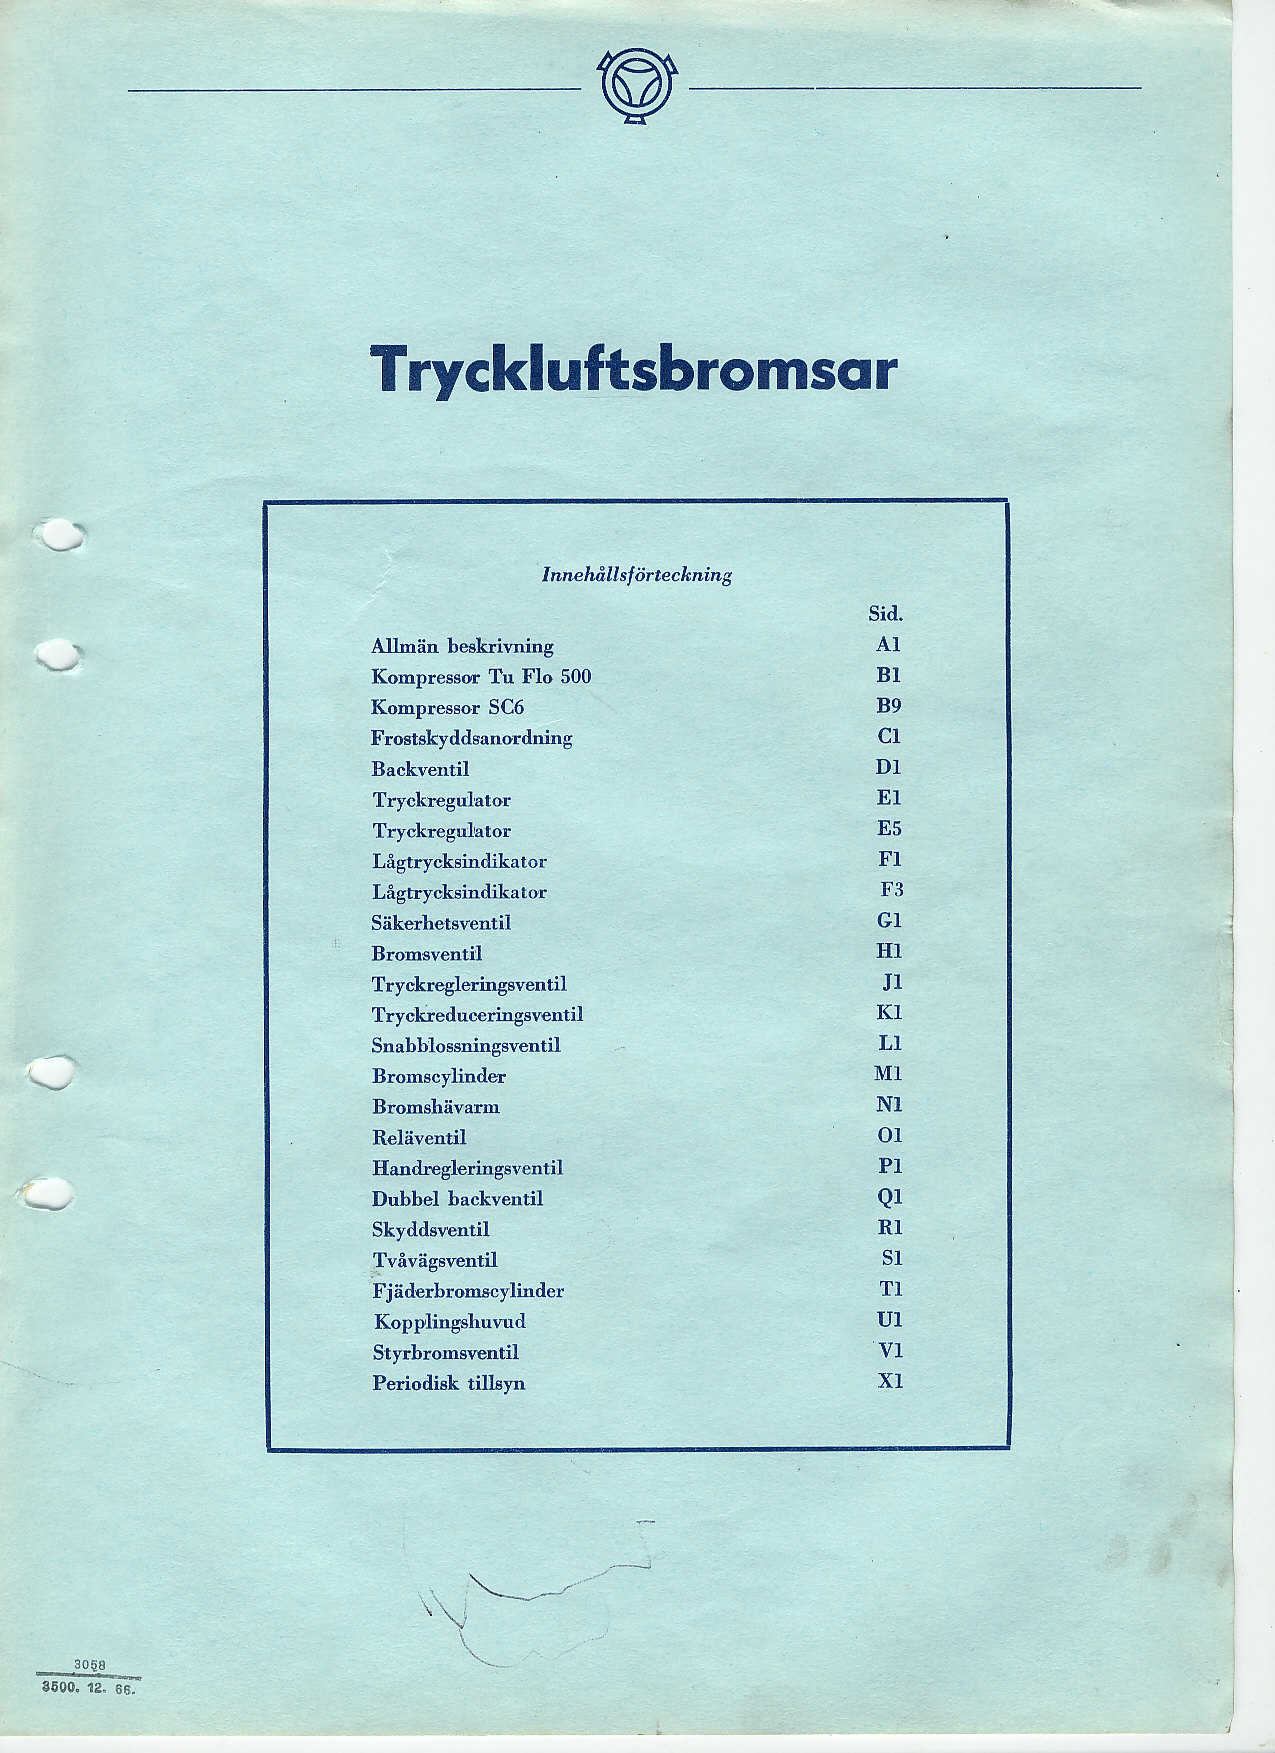 Tryckluftsbromsar
Innehållsförteckning
Sid.
Allmän beskrivning A1
Kompressor Tu Flo 500 B1
Kompressor SC6 B9
Frostskyddsanordning C1
Backventil D1
Tryckregulator E1
Tryckregulator E5
Lågtrycksindikator F1
Lågtrycksindikator F3
Säkerhetsventil G1
Bromsventil H1
Tryckregleringsventil J1
Tryckreduceringsventil K1
Snabblossningsventil L1
Bromscylinder M1
Bromshävarm N1
Reläventil O1
Handregleringsventil P1
Dubbel backventil Q1
Skyddsventil R1
Tvåvägsventil S1
Fjäderbromscylinder T1
Kopplingshuvud U1
Styrbromsventil V1
Periodisk tillsyn X1
3058
3500. 12. 66.